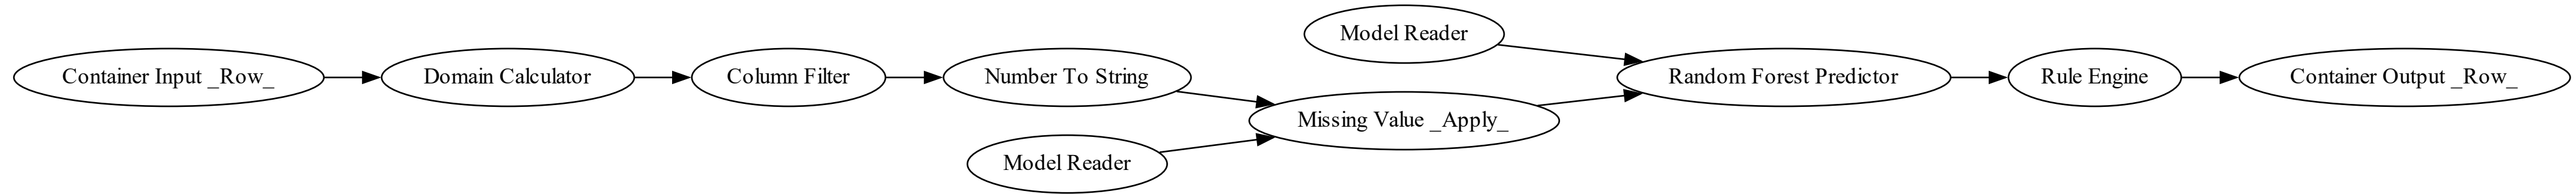 Container Input _Row_
Domain Calculator
Column Filter
Number To String
Model Reader
Missing Value _Apply_
Model Reader
Random Forest Predictor
Rule Engine
Container Output _Row_